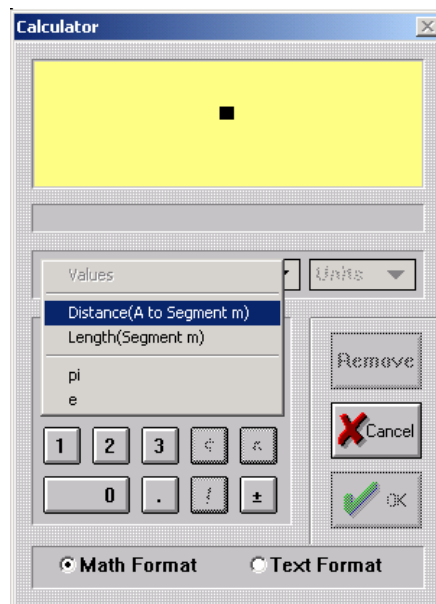 Calculator
Values
Units
Distance(A to Segment m)
Length(Segment m)
pi
e
Remove
Cancel
1 2 3
0 . ±
OK
Math Format Text Format